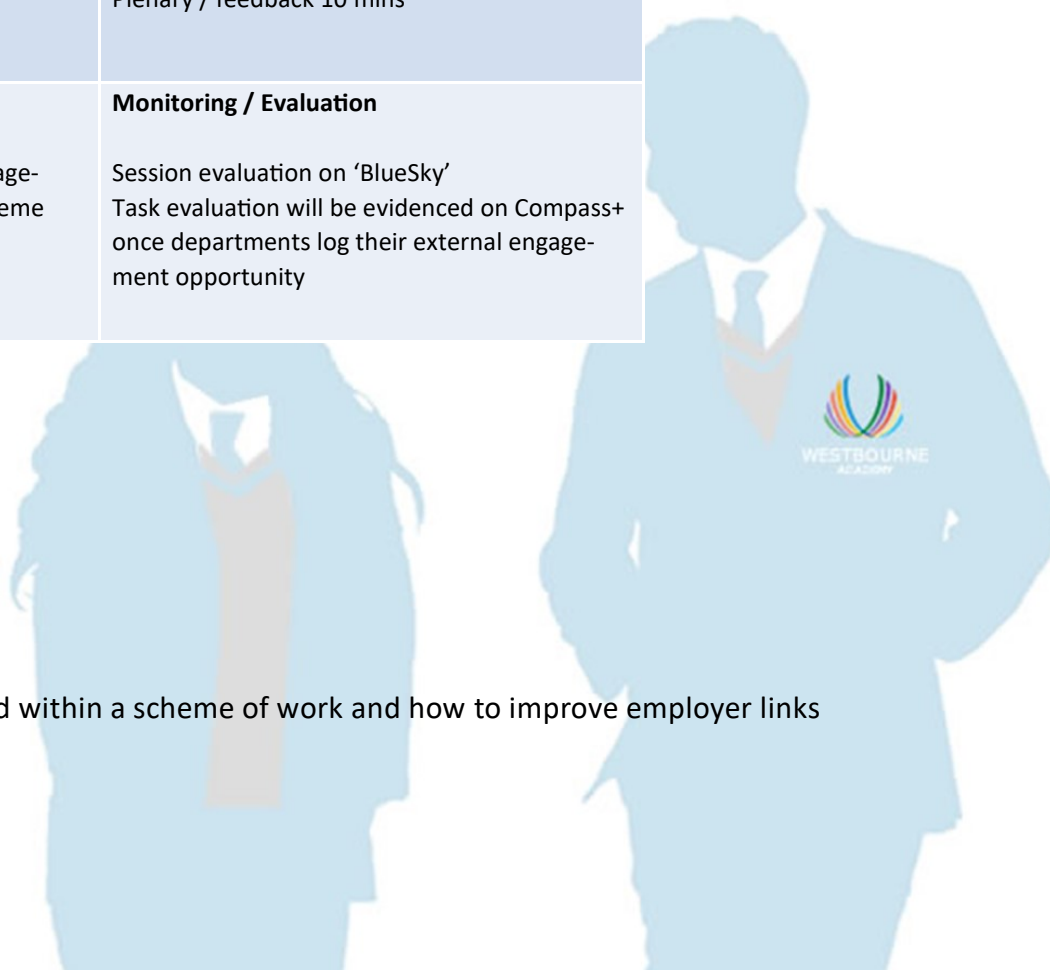 Plenary / feedback 10 mins
Monitoring / Evaluation
age-
eme
Session evaluation on ‘BlueSky’
Task evaluation will be evidenced on Compass+
once departments log their external engage-
ment opportunity
WESTBOURNE
ACADEMY
d within a scheme of work and how to improve employer links